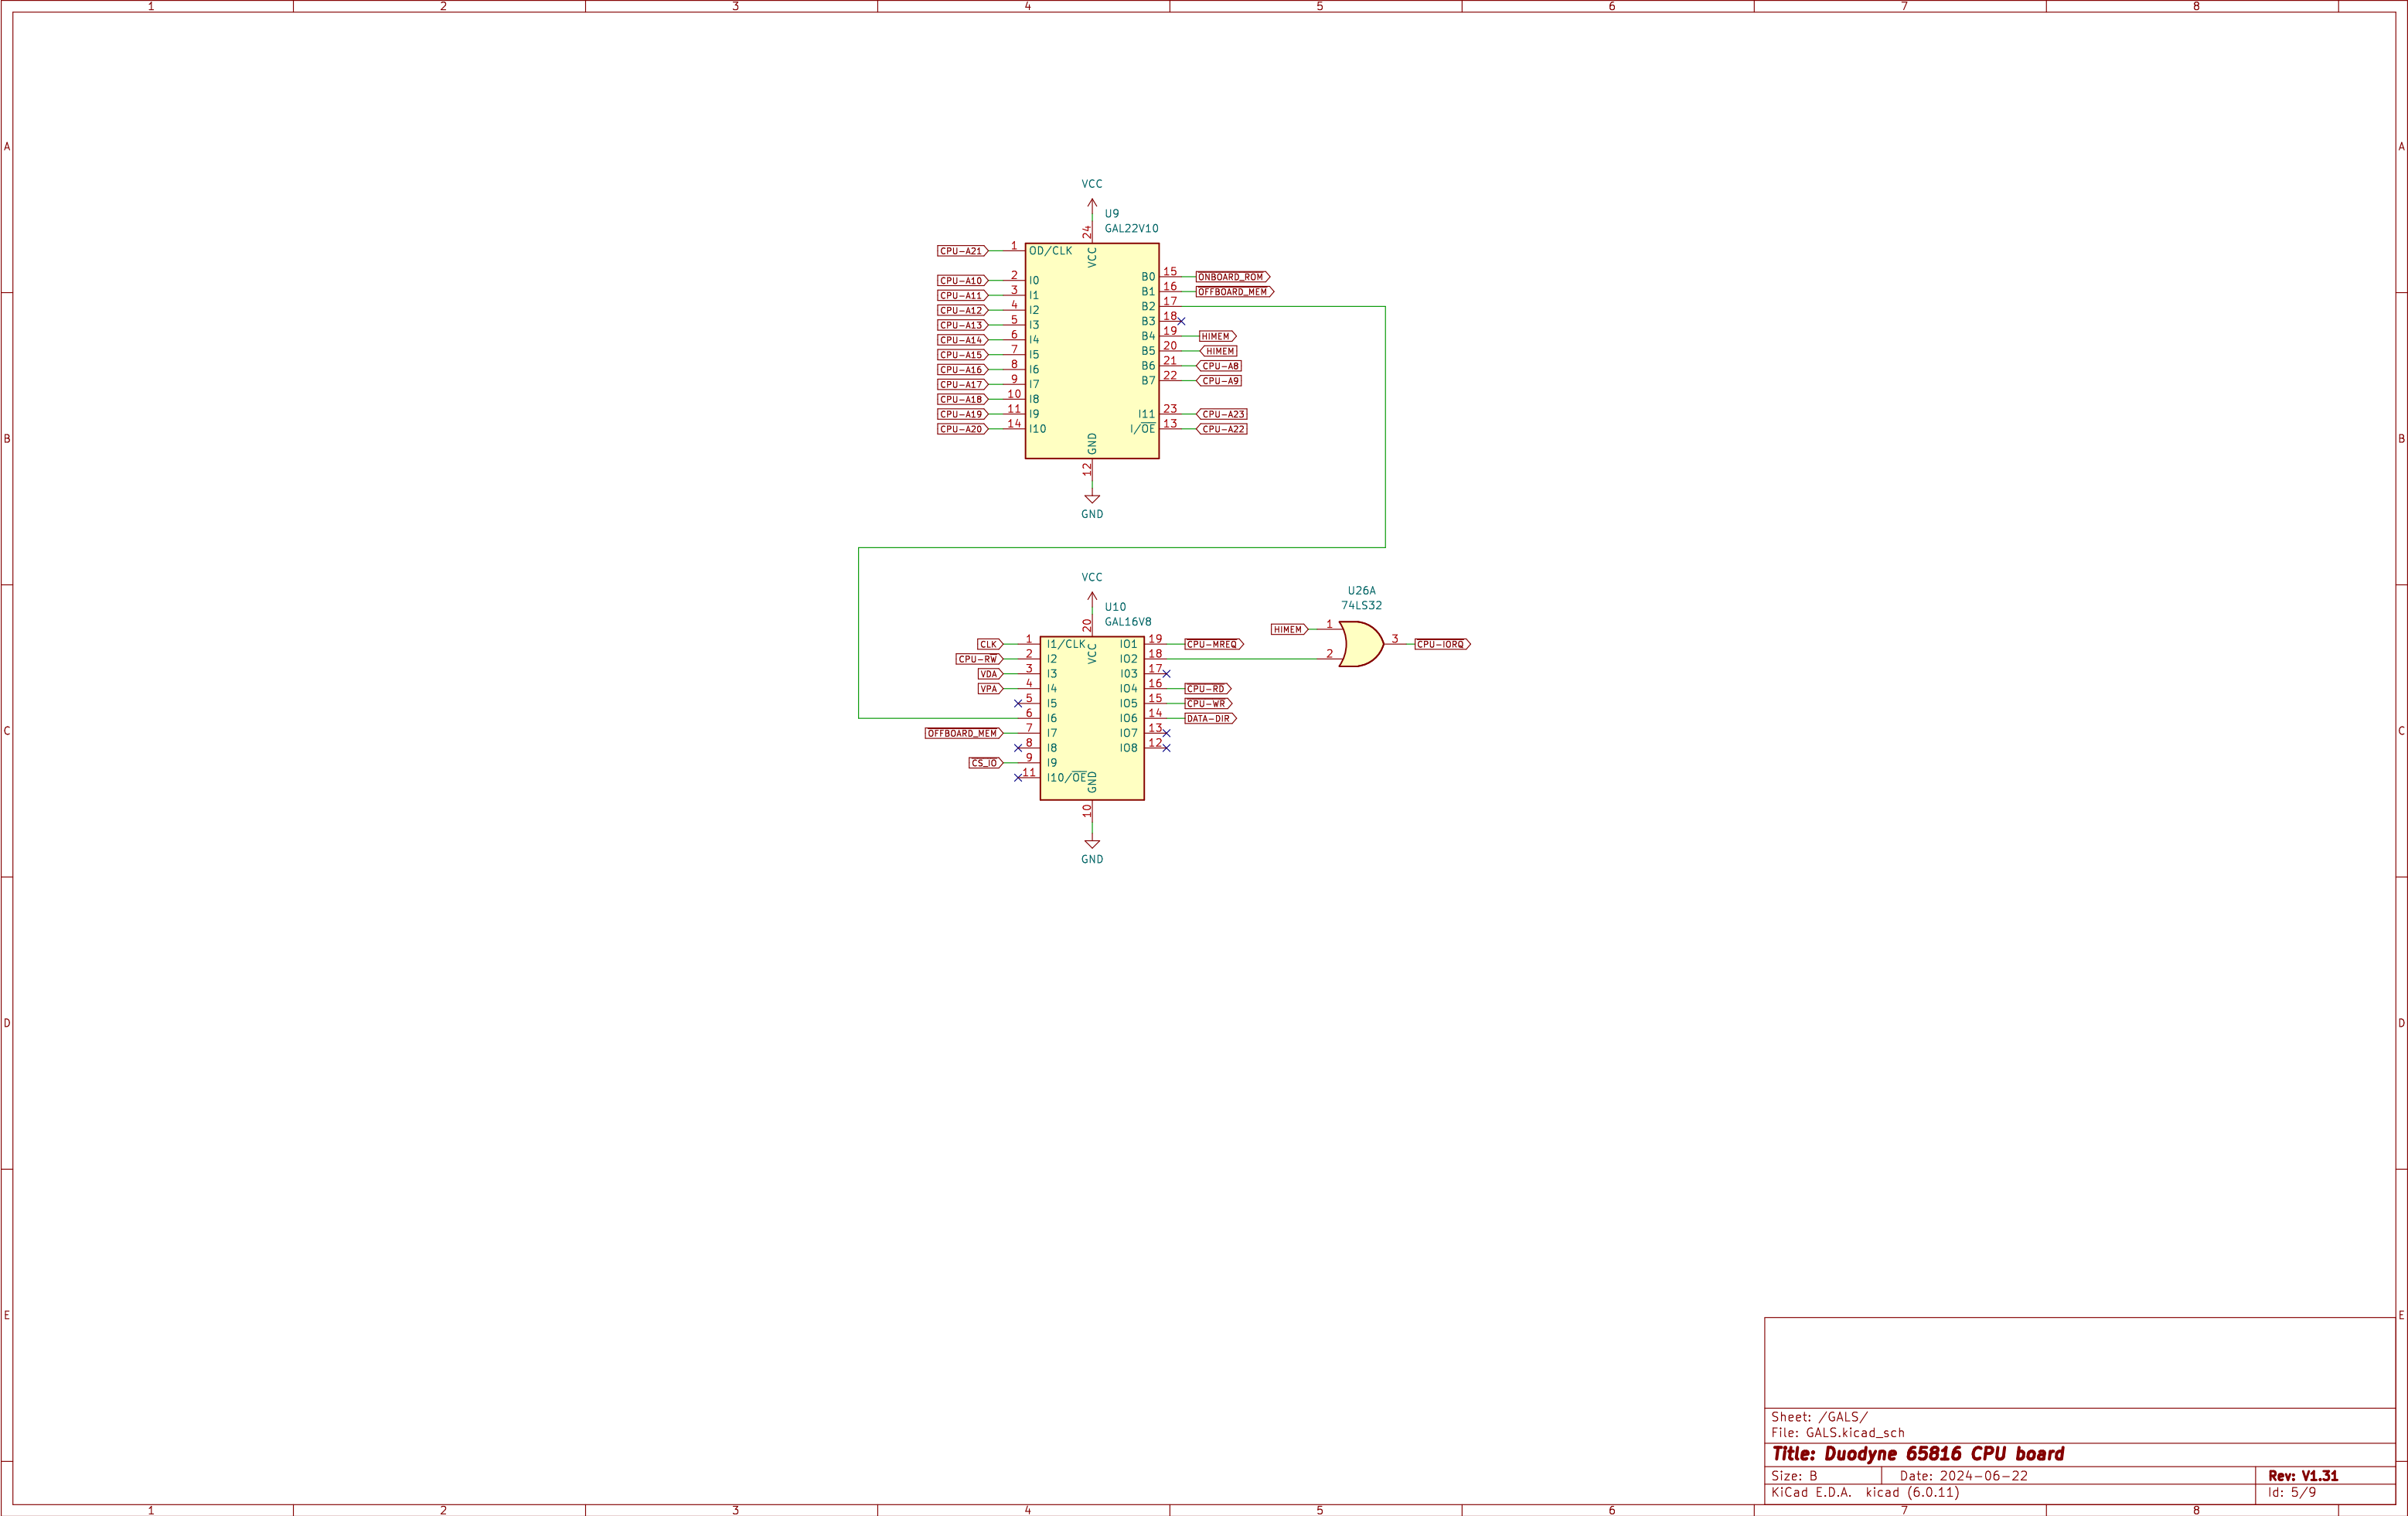 1 2 3 4 5 6 7 8
A A
VCC
U9
GAL22V10
24
CPU-A21 1 OD/CLK VCC
CPU-A10 2 I0 B0 15 ONBOARD_ROM
CPU-A11 3 I1 B1 16 OFFBOARD_MEM
CPU-A12 4 I2 B2 17
CPU-A13 5 I3 B3 18
CPU-A14 6 I4 B4 19 HIMEM
CPU-A15 7 I5 B5 20 HIMEM
CPU-A16 8 I6 B6 21 CPU-A8
CPU-A17 9 I7 B7 22 CPU-A9
CPU-A18 10 I8
CPU-A19 11 I9 I11 23 CPU-A23
CPU-A20 14 I10 I/OE 13 CPU-A22
B B
GND
12
GND
VCC
U10
GAL16V8
20
U26A
74LS32
HIMEM 1
2
3 CPU-IORQ
CLK 1 I1/CLK VCC IO1 19 CPU-MREQ
CPU-RW 2 I2 IO2 18
VDA 3 I3 I03 17
VPA 4 I4 IO4 16 CPU-RD
5 I5 IO5 15 CPU-WR
6 I6 IO6 14 DATA-DIR
OFFBOARD_MEM 7 I7 IO7 13
8 I8 IO8 12
CS_IO 9 I9
11 I10/OE GND
10
GND
C C
D D
E E
Sheet: /GALS/
File: GALS.kicad_sch
Title: Duodyne 65816 CPU board
Size: B Date: 2024-06-22 Rev: V1.31
KiCad E.D.A. kicad (6.0.11) Id: 5/9
1 2 3 4 5 6 7 8